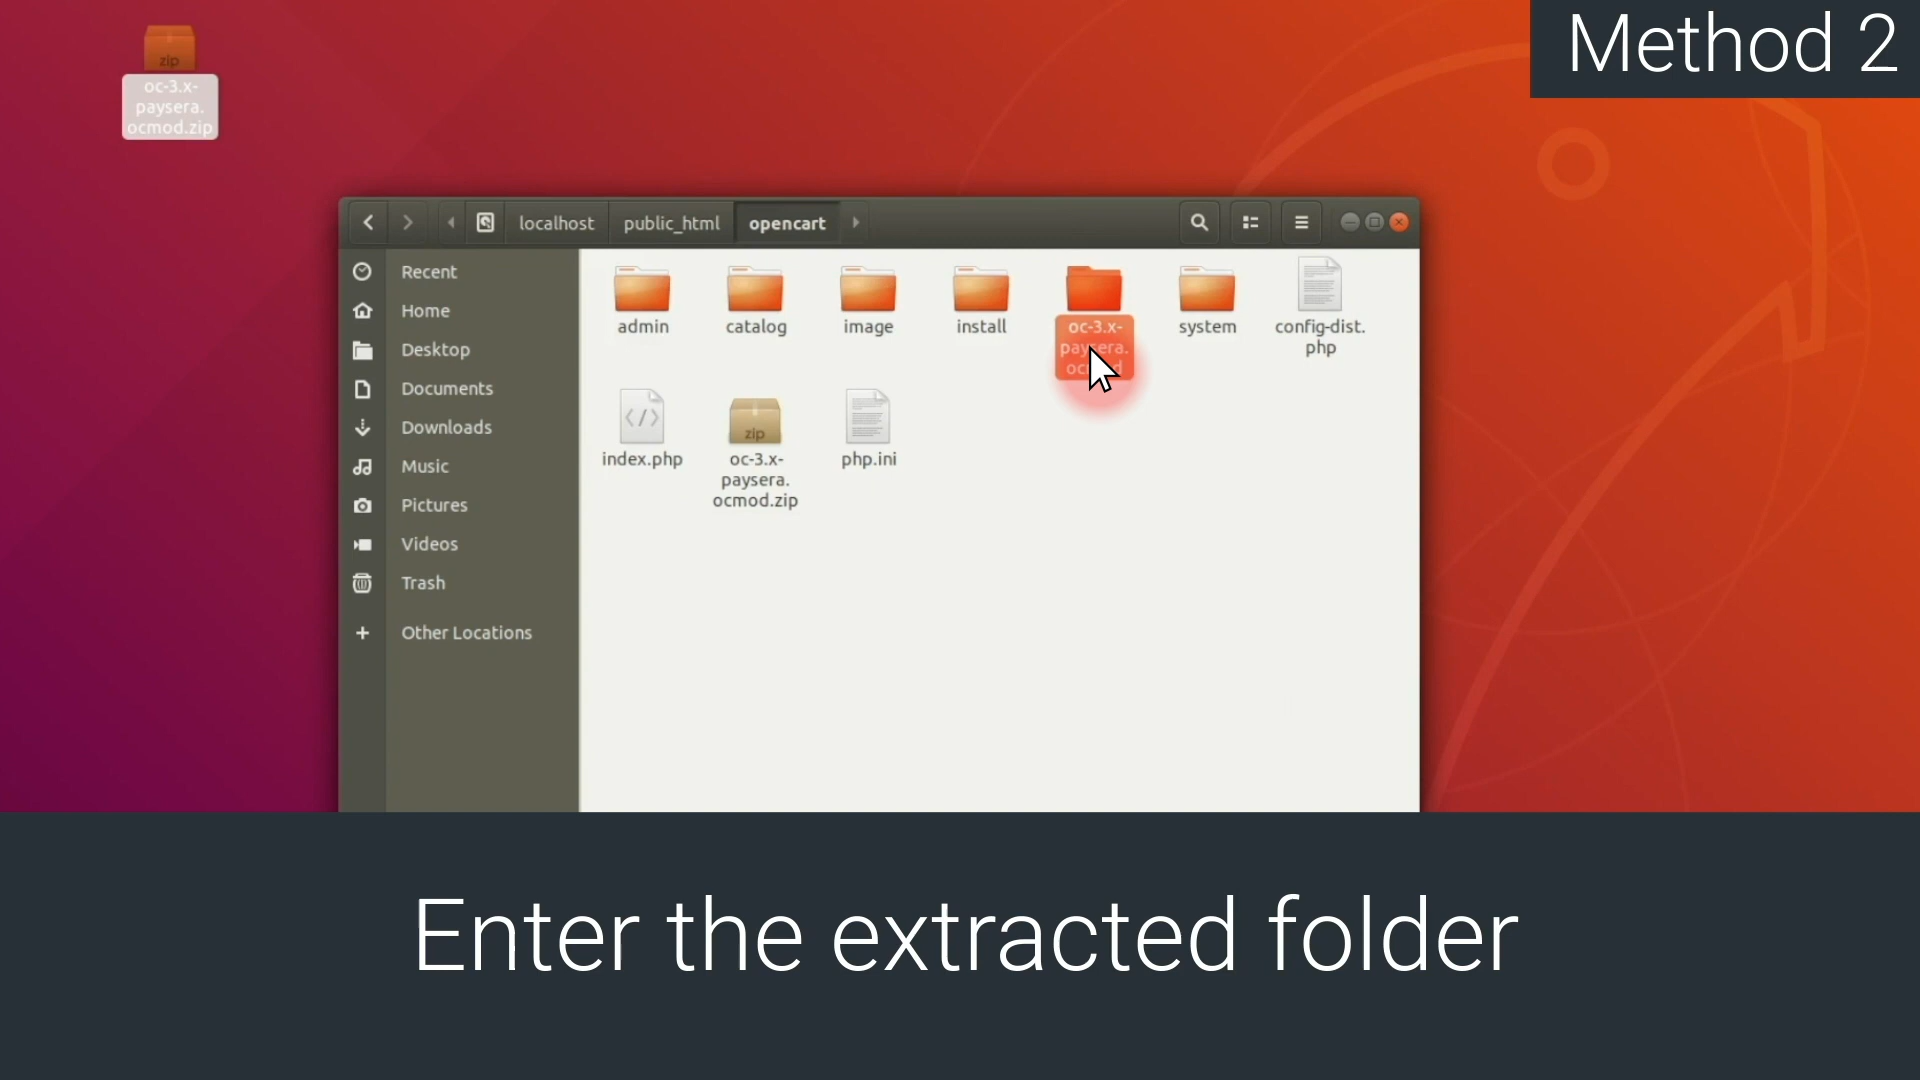 Method 2
zip
oc-3.x-
paysera.
ocmod.zip
localhost
public_html
opencart
Recent
Home
Desktop
Documents
Downloads
Music
Pictures
Videos
Trash
Other Locations
admin
catalog
image
install
oc-3.x-
paysera.
ocmod
system
config-dist.
php
index.php
zip
oc-3.x-
paysera.
ocmod.zip
php.ini
Enter the extracted folder